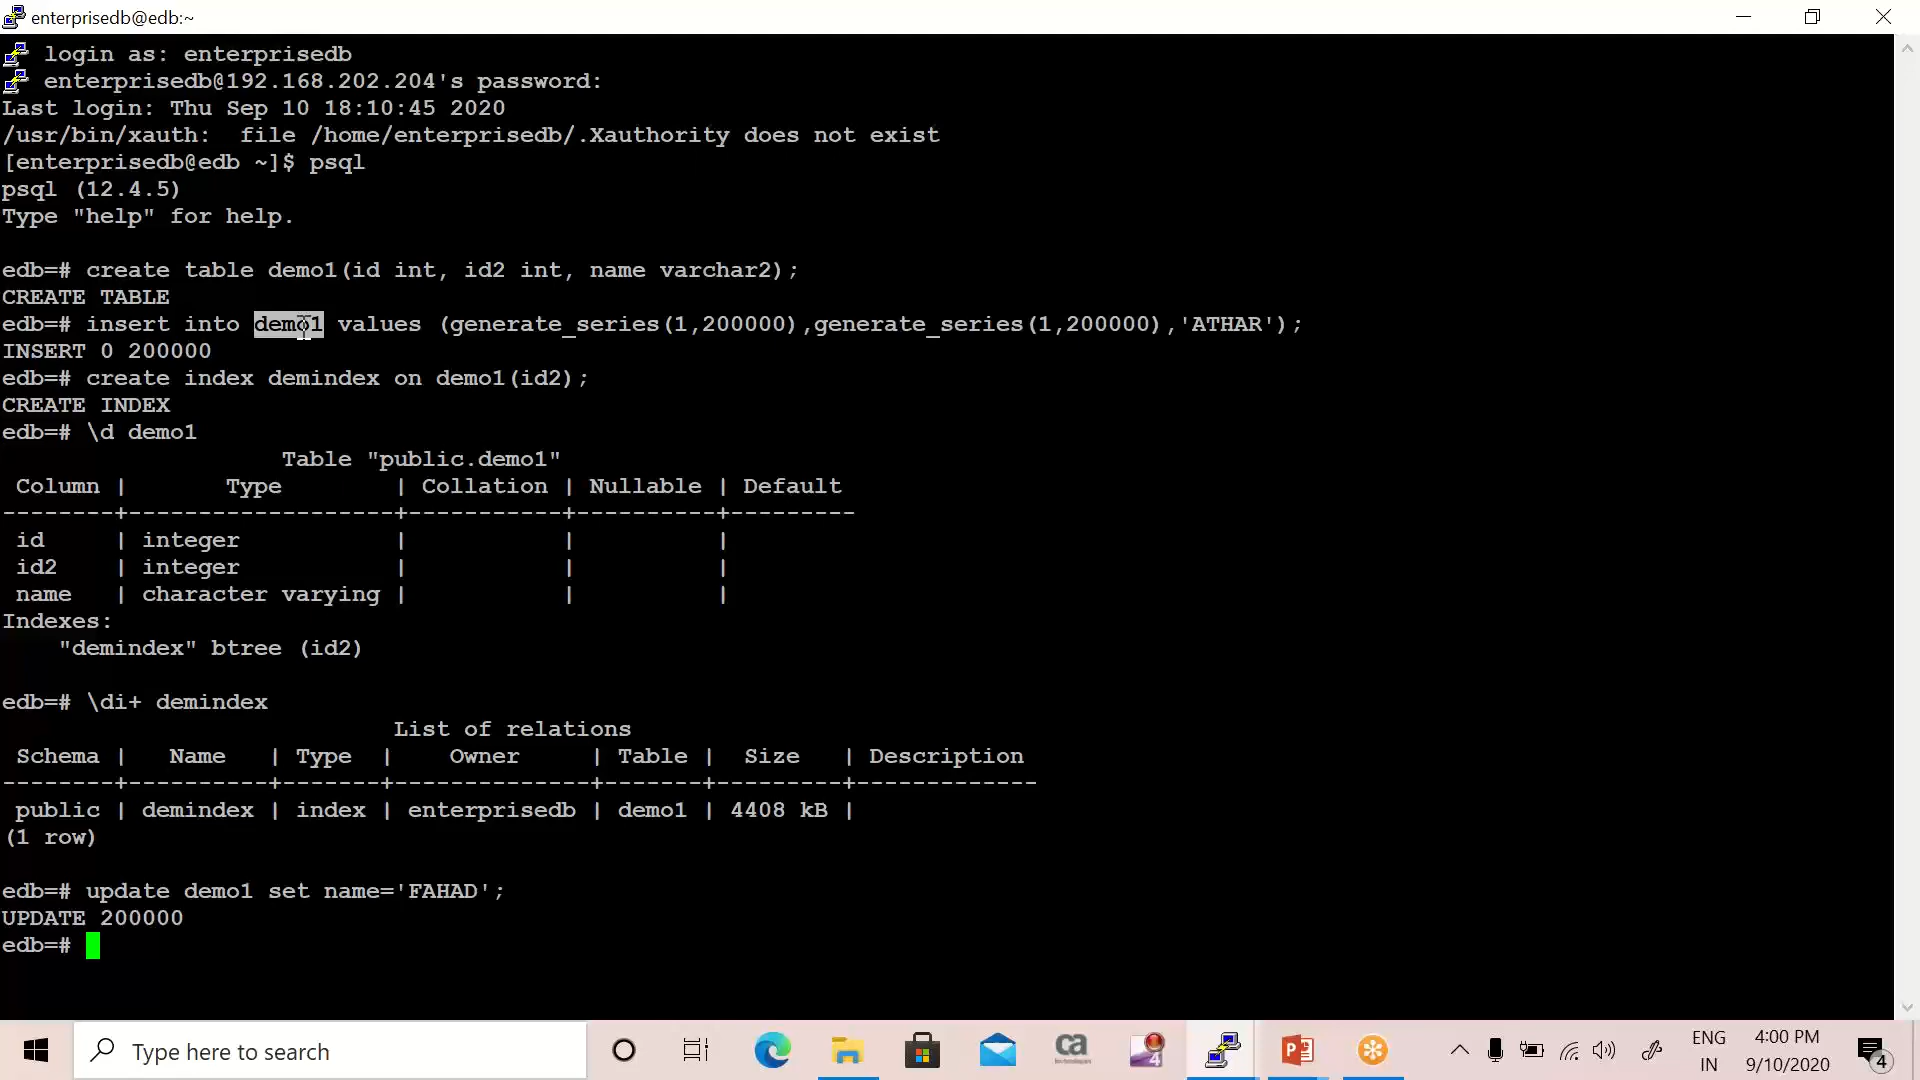 enterprisedb@edb:~
login as: enterprisedb
enterprisedb@192.168.202.204's password:
Last login: Thu Sep 10 18:10:45 2020
/usr/bin/xauth:  file /home/enterprisedb/.Xauthority does not exist
[enterprisedb@edb ~]$ psql
psql (12.4.5)
Type "help" for help.
edb=# create table demo1(id int, id2 int, name varchar2);
CREATE TABLE
edb=# insert into demo1 values (generate_series(1,200000),generate_series(1,200000),'ATHAR');
INSERT 0 200000
edb=# create index demindex on demo1(id2);
CREATE INDEX
edb=# \d demo1
Table "public.demo1"
Column |       Type        | Collation | Nullable | Default
--------+-------------------+-----------+----------+---------
id     | integer           |           |          |
id2    | integer           |           |          |
name   | character varying |           |          |
Indexes:
"demindex" btree (id2)
edb=# \di+ demindex
List of relations
Schema |   Name   | Type  |    Owner     | Table |  Size   | Description
--------+----------+-------+--------------+-------+---------+-------------
public | demindex | index | enterprisedb | demo1 | 4408 kB |
(1 row)
edb=# update demo1 set name='FAHAD';
UPDATE 200000
edb=#
Type here to search
ca
4
P
ENG
IN
4:00 PM
9/10/2020
4